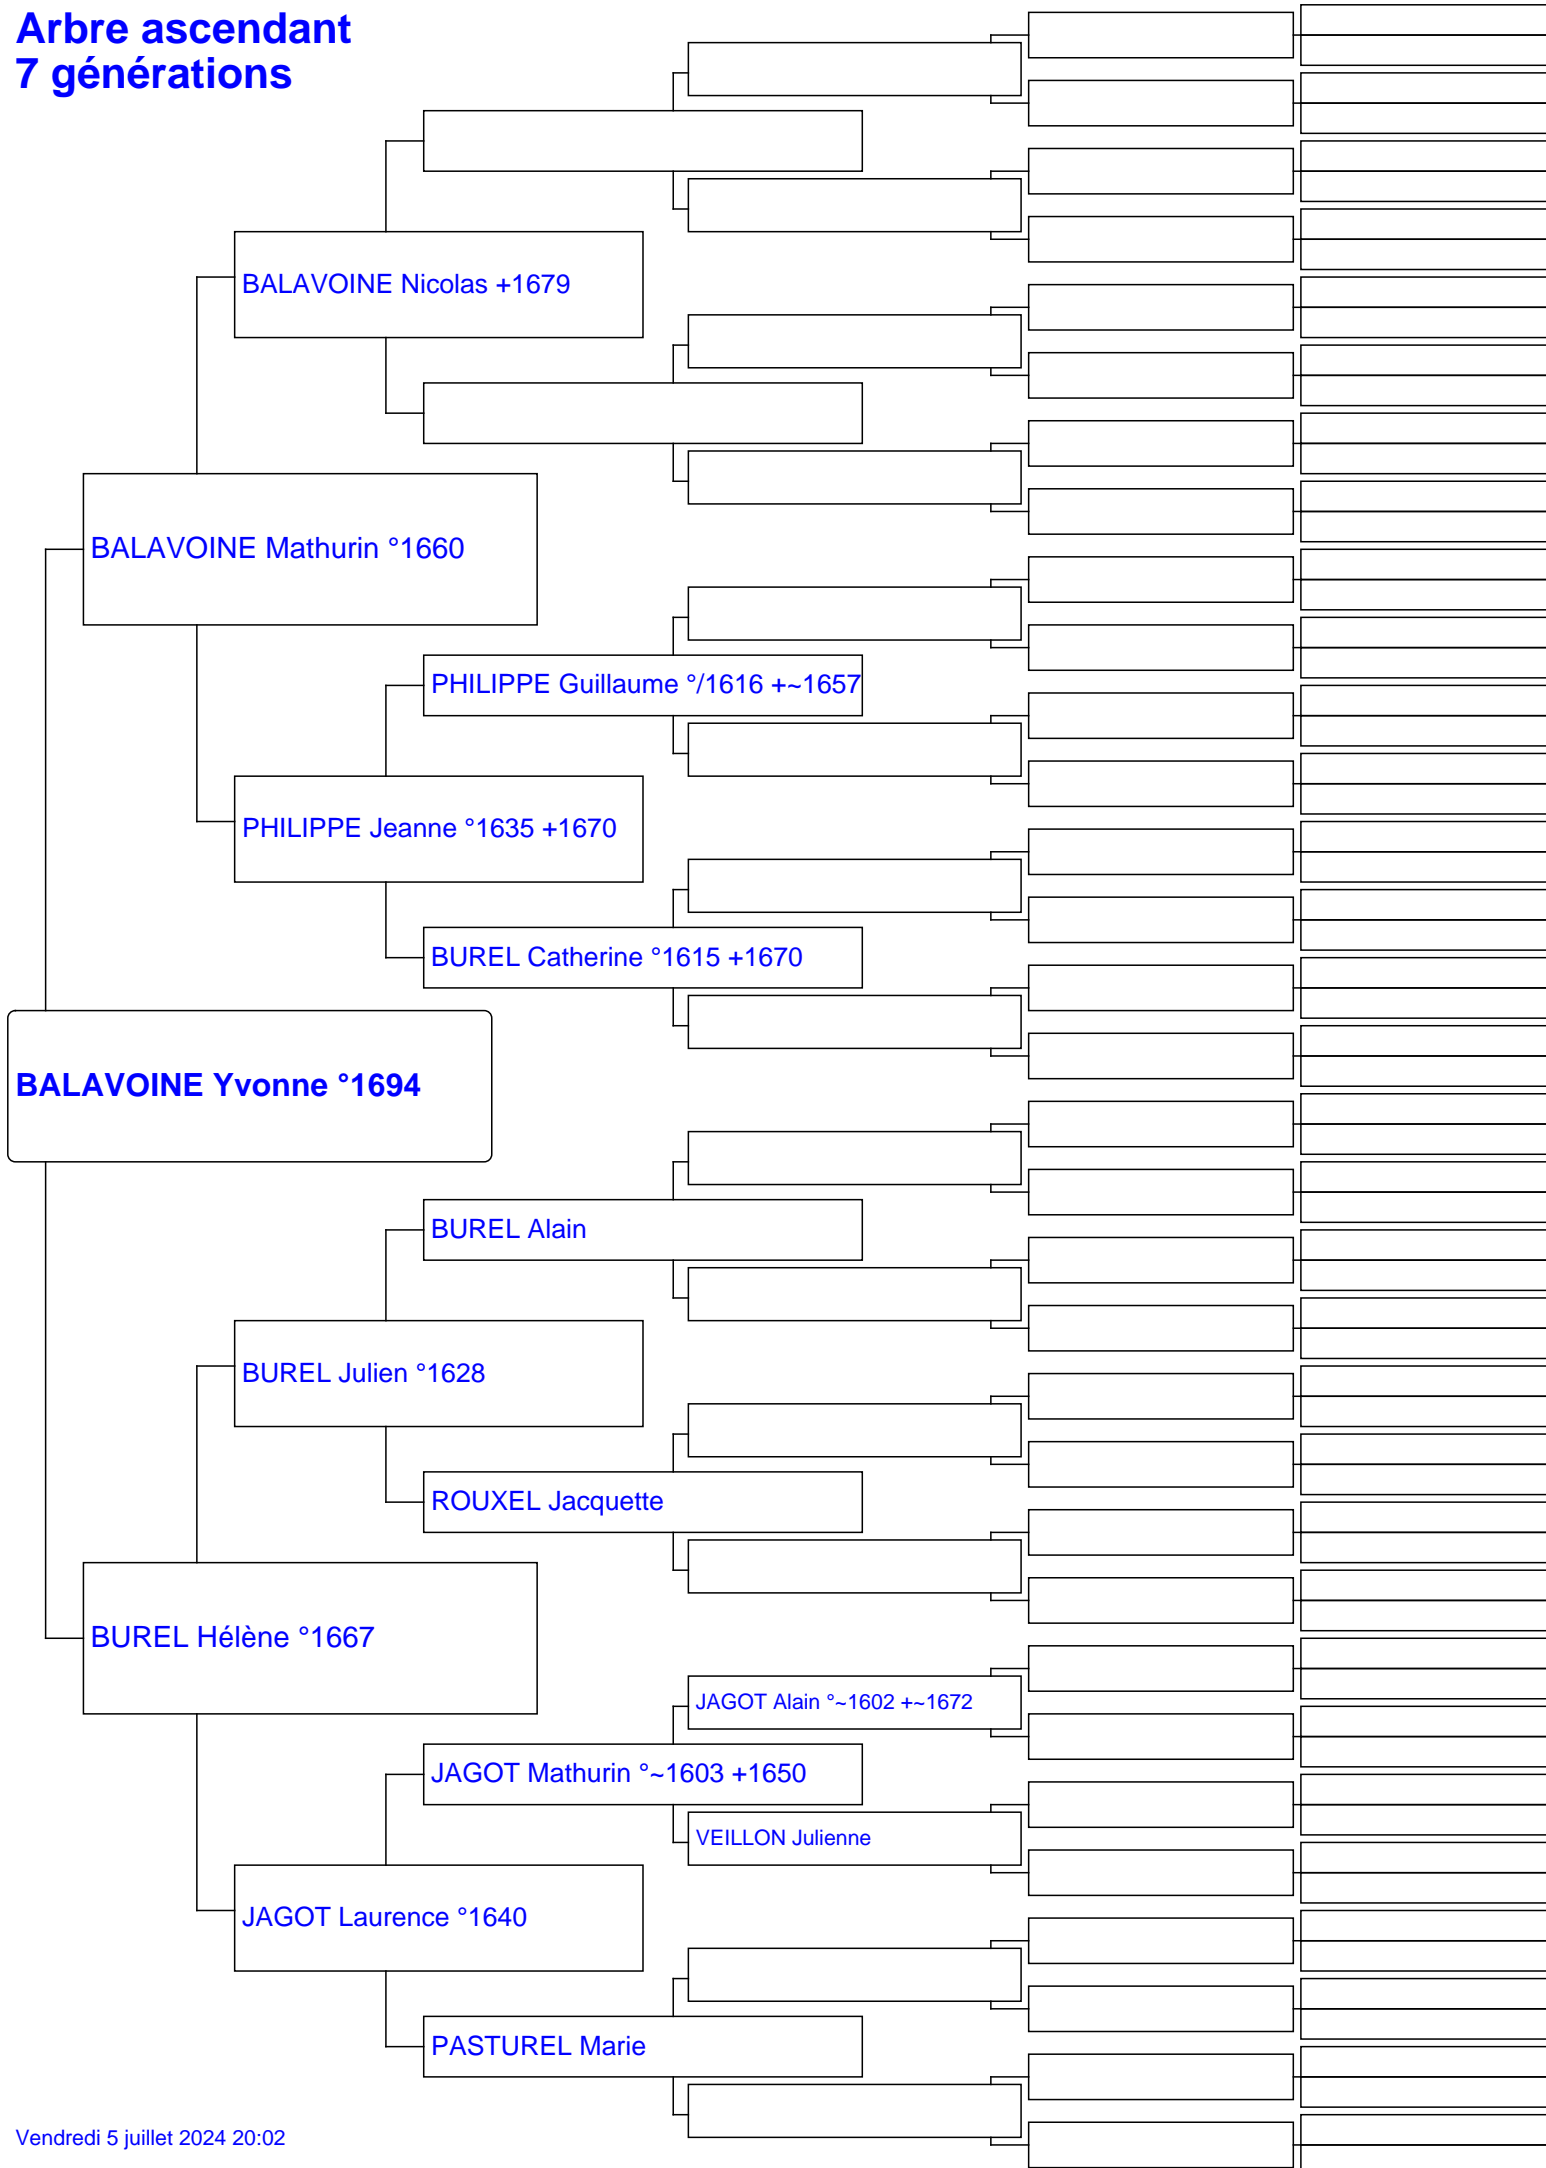 Arbre ascendant
7 générations
BALAVOINE Nicolas +1679
BALAVOINE Mathurin °1660
PHILIPPE Guillaume °/1616 +~1657
PHILIPPE Jeanne °1635 +1670
BUREL Catherine °1615 +1670
BALAVOINE Yvonne °1694
BUREL Alain
BUREL Julien °1628
ROUXEL Jacquette
BUREL Hélène °1667
JAGOT Alain °~1602 +~1672
JAGOT Mathurin °~1603 +1650
VEILLON Julienne
JAGOT Laurence °1640
PASTUREL Marie
Vendredi 5 juillet 2024 20:02